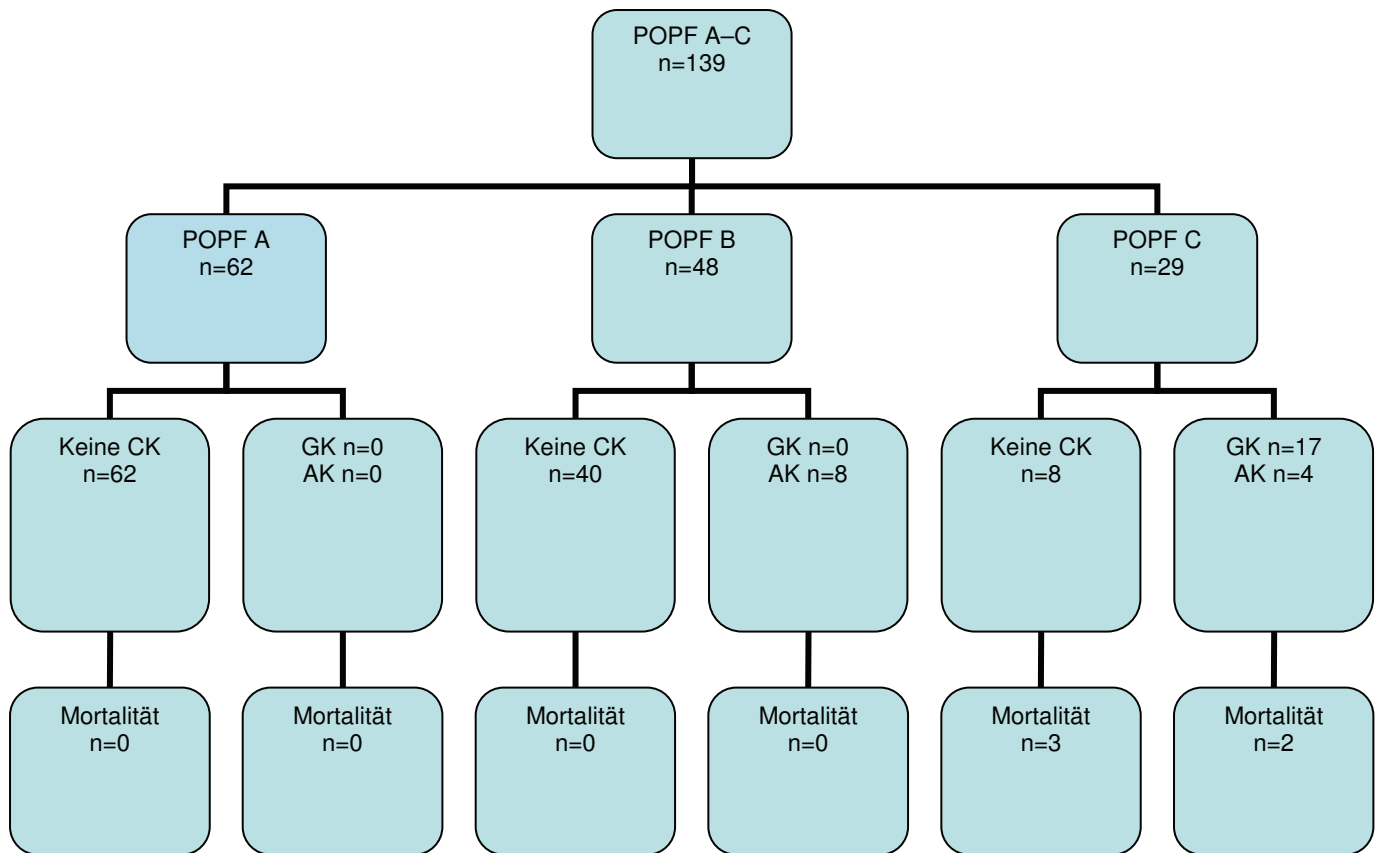 POPF A–C
n=139
POPF A
n=62
POPF B
n=48
POPF C
n=29
Keine CK
n=62
GK n=0
AK n=0
Keine CK
n=40
GK n=0
AK n=8
Keine CK
n=8
GK n=17
AK n=4
Mortalität
n=0
Mortalität
n=0
Mortalität
n=0
Mortalität
n=0
Mortalität
n=3
Mortalität
n=2